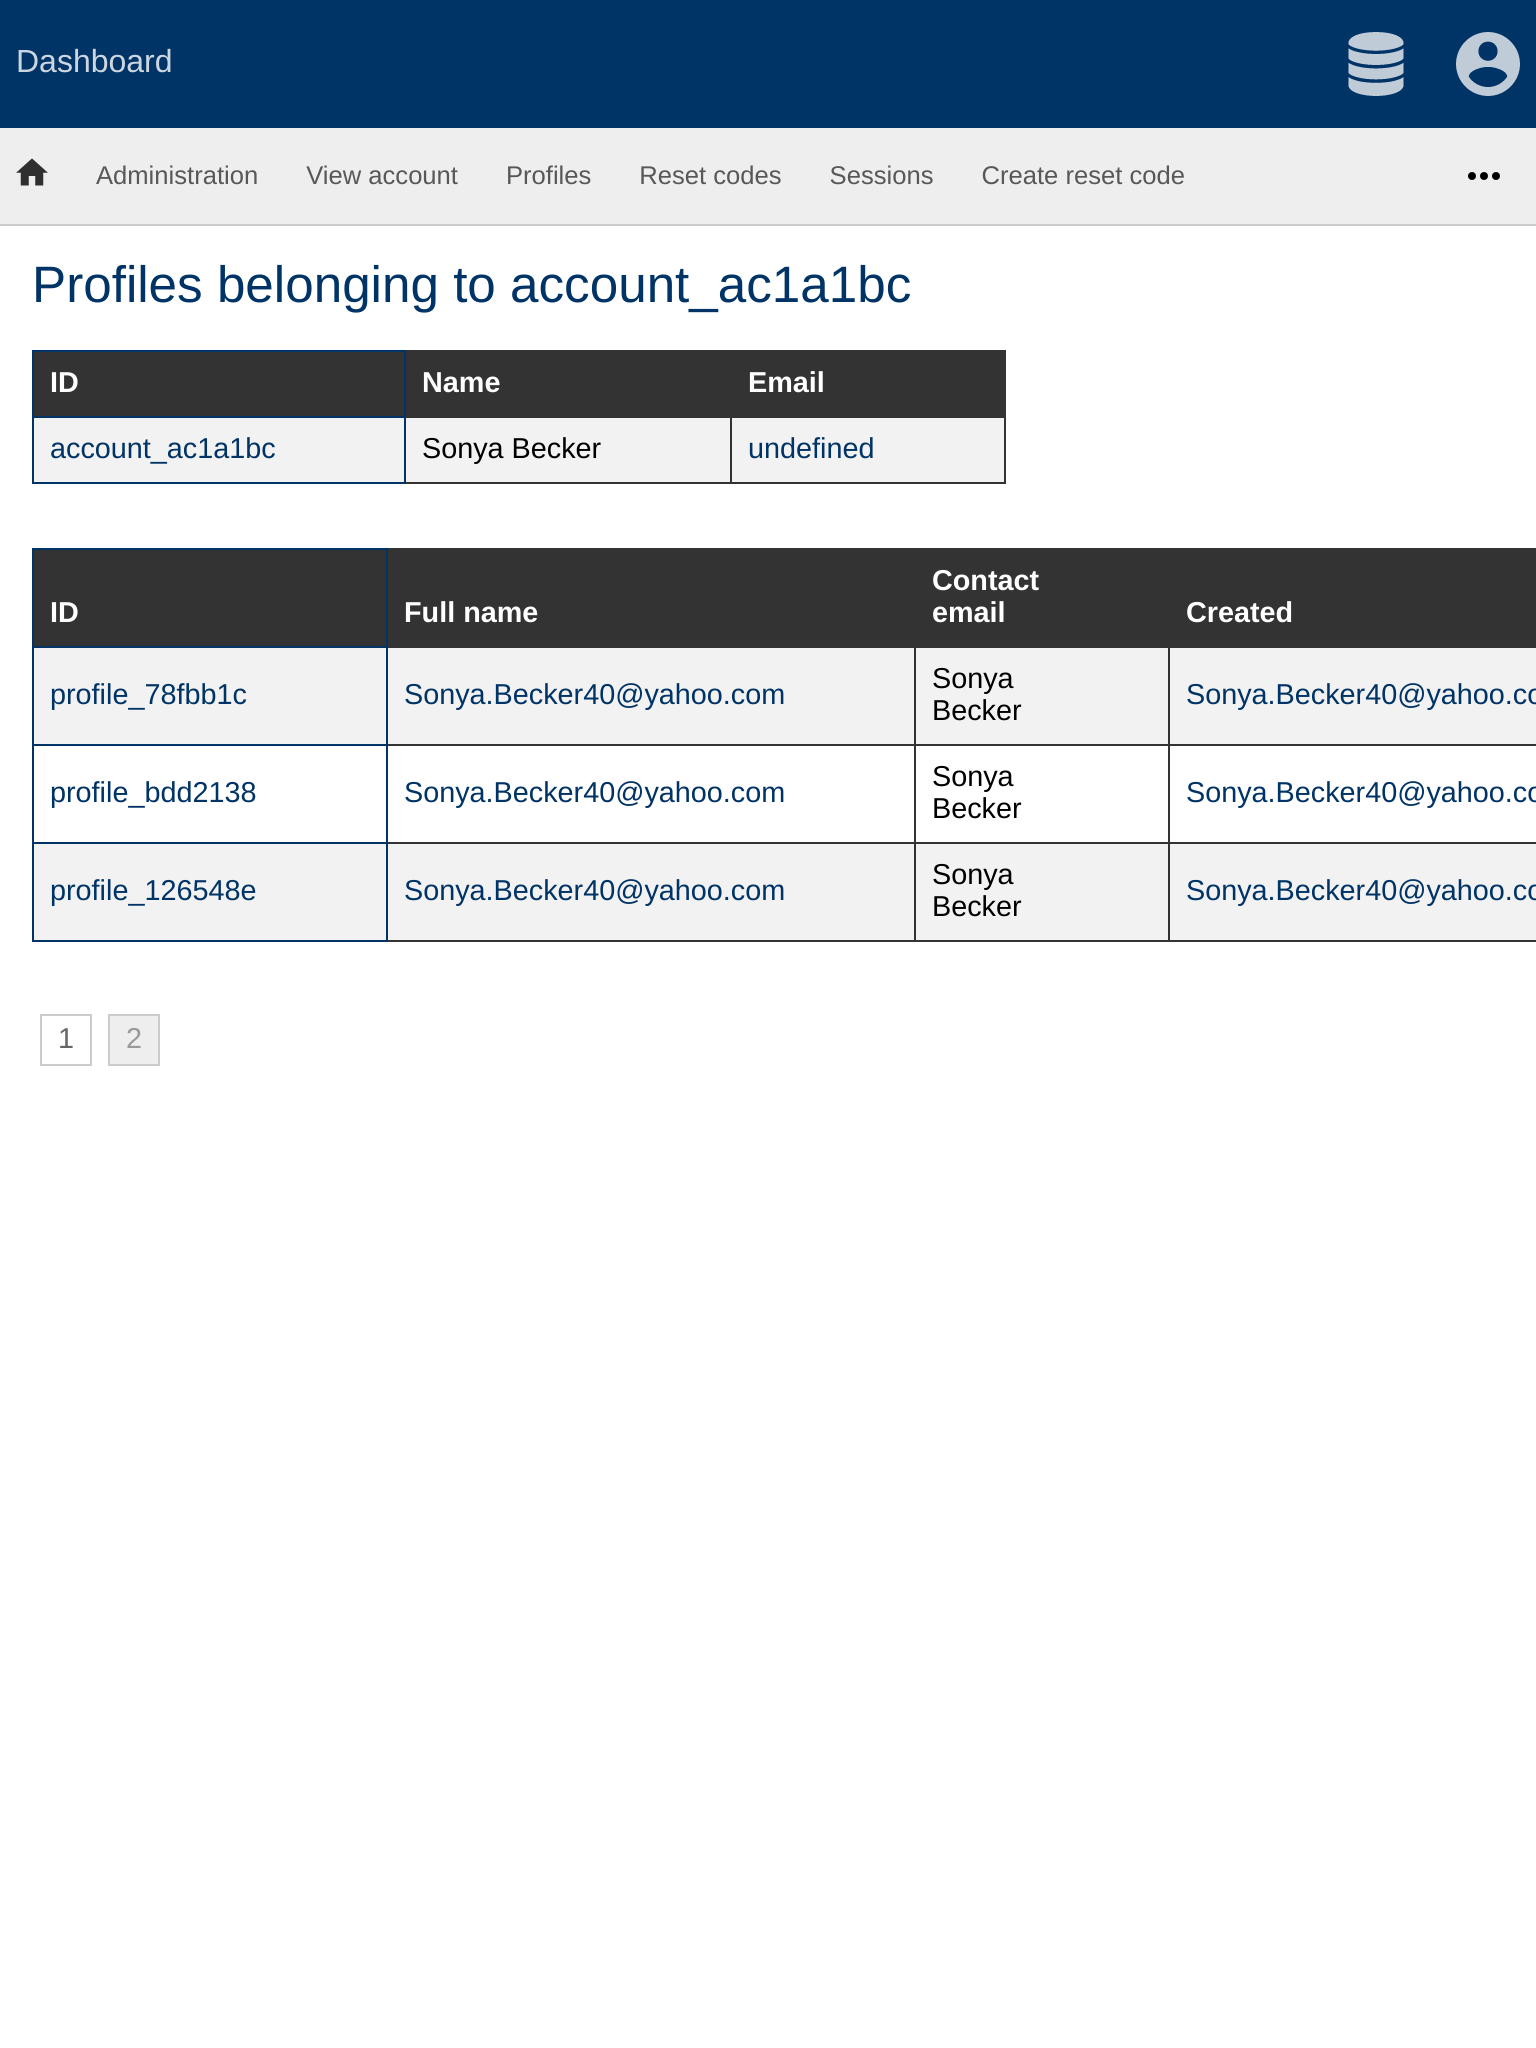 Dashboard
Administration View account Profiles Reset codes Sessions Create reset code
Profiles belonging to account_ac1a1bc
ID Name Email
account_ac1a1bc Sonya Becker undefined
ID Full name Contact email Created
profile_78fbb1c Sonya.Becker40@yahoo.com Sonya Becker Sonya.Becker40@yahoo.co
profile_bdd2138 Sonya.Becker40@yahoo.com Sonya Becker Sonya.Becker40@yahoo.co
profile_126548e Sonya.Becker40@yahoo.com Sonya Becker Sonya.Becker40@yahoo.co
1 2